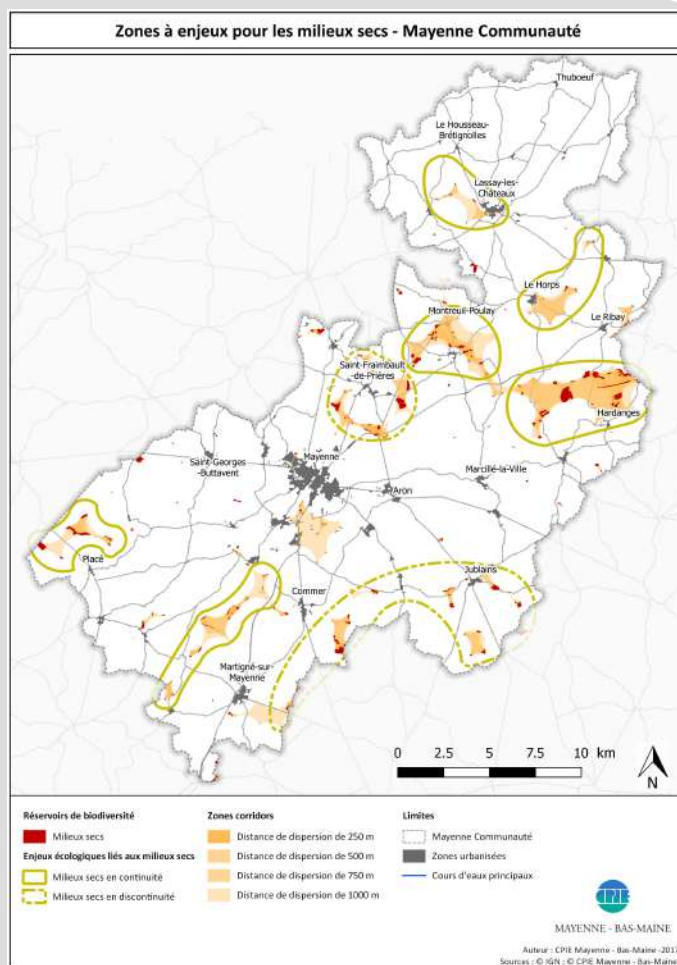 Zones à enjeux pour les milieux secs - Mayenne Communauté
Thuboeuf
Le Housseau-
Brétignolles
Lassay-les-
Châteaux
Le Horps
Montreuil-Poulay
Le Ribay
Saint-Fraimbault
-de-Prières
Hardanges
Mayenne
Saint-Georges
-Buttavent
Marcillé-la-Ville
Aron
Placé
Jublains
Commer
Martigné-sur-
Mayenne
0 2.5 5 7.5 10 km
N
Réservoirs de biodiversité
Milieux secs
Enjeux écologiques liés aux milieux secs
Milieux secs en continuité
Milieux secs en discontinuité
Zones corridors
Distance de dispersion de 250 m
Distance de dispersion de 500 m
Distance de dispersion de 750 m
Distance de dispersion de 1000 m
Limites
Mayenne Communauté
Zones urbanisées
Cours d'eaux principaux
CPIE
MAYENNE - BAS-MAINE
Auteur : CPIE Mayenne - Bas-Maine -2017
Sources : © IGN ; © CPIE Mayenne - Bas-Maine